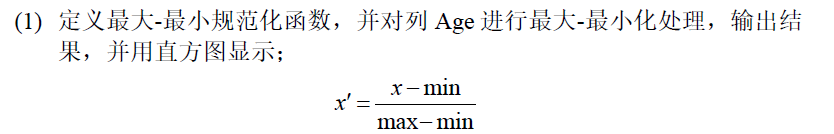 (1) 定义最大-最小规范化函数，并对列 Age 进行最大-最小化处理，输出结
果，并用直方图显示；
x′ = (x − min) / (max − min)